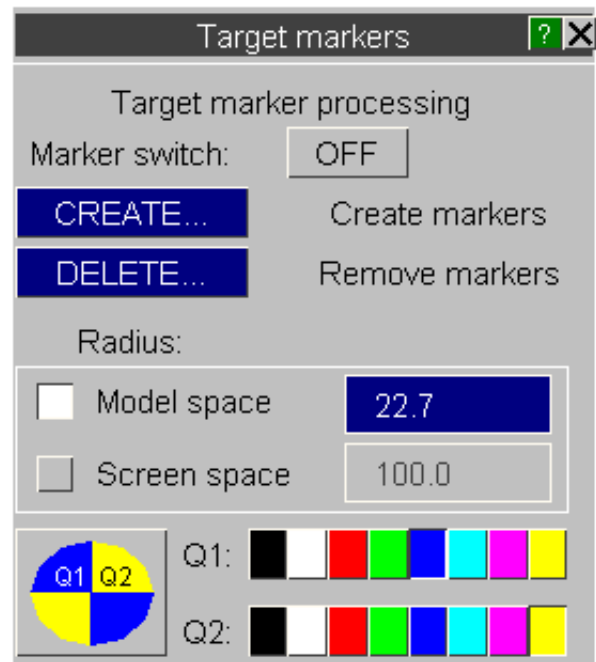 Target markers ? X
Target marker processing
Marker switch: OFF
CREATE... Create markers
DELETE... Remove markers
Radius:
Model space 22.7
Screen space 100.0
Q1 Q2 Q1:
Q2: